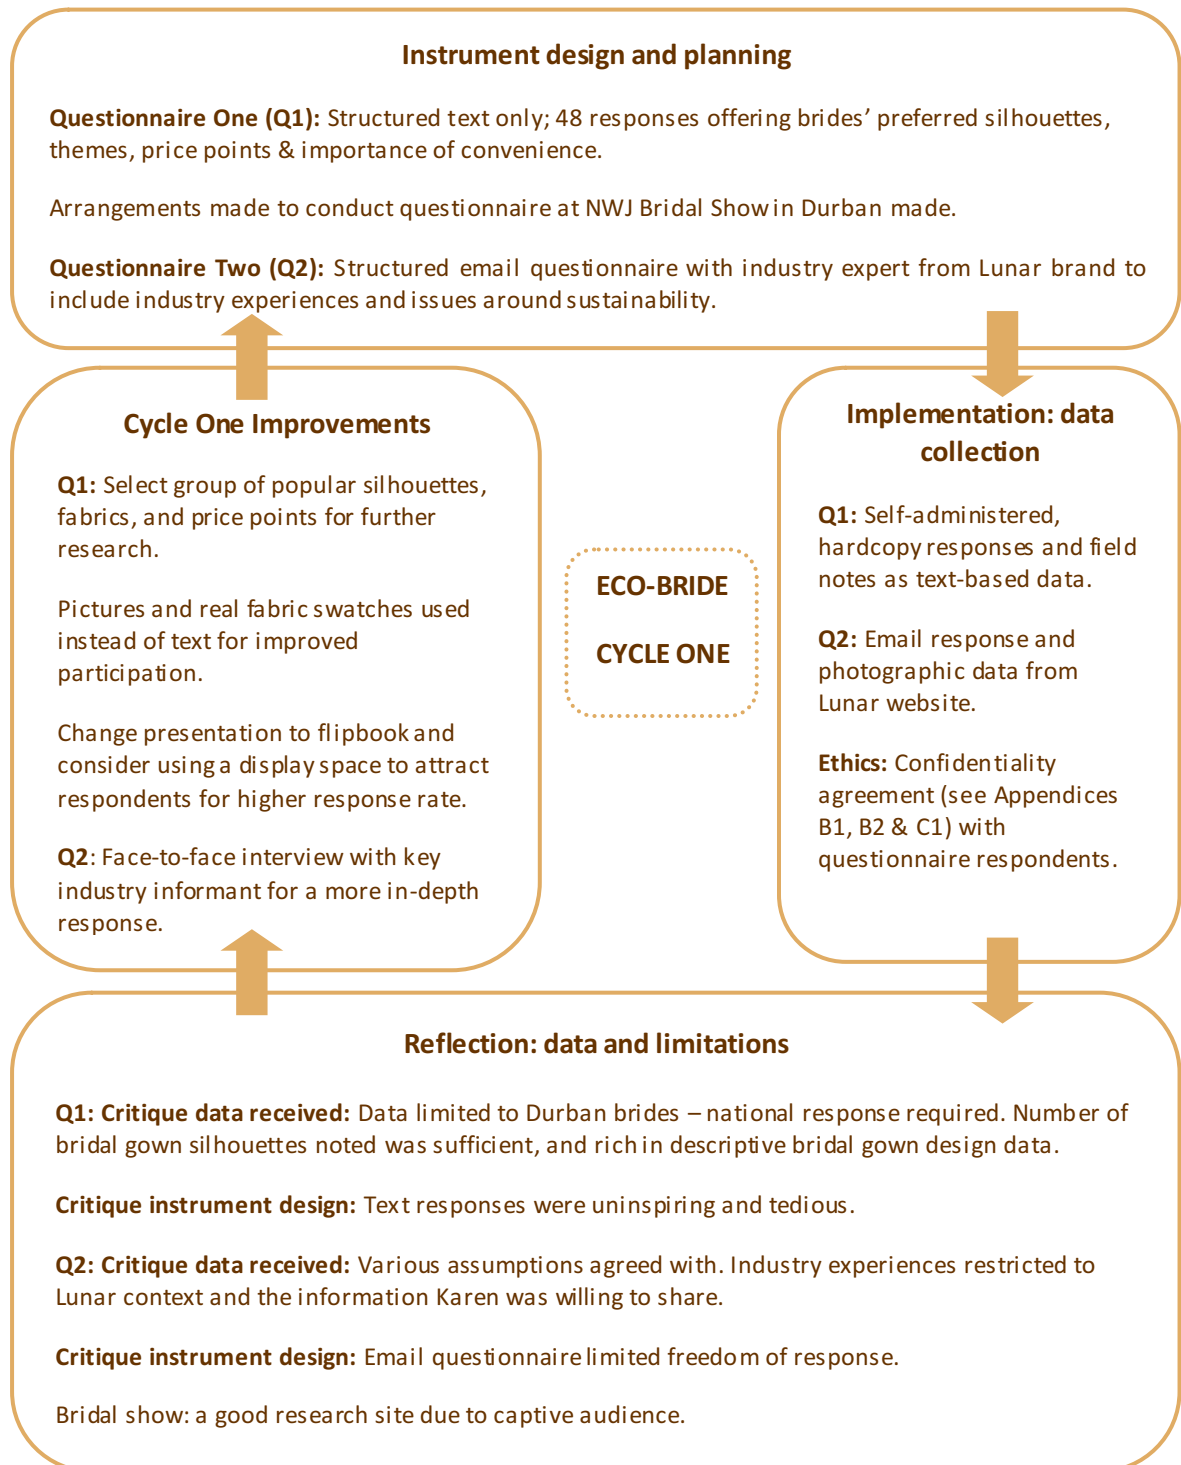 Instrument design and planning
Questionnaire One (Q1): Structured text only; 48 responses offering brides’ preferred silhouettes,
themes, price points & importance of convenience.
Arrangements made to conduct questionnaire at NWJ Bridal Show in Durban made.
Questionnaire Two (Q2): Structured email questionnaire with industry expert from Lunar brand to
include industry experiences and issues around sustainability.
Cycle One Improvements
Q1: Select group of popular silhouettes,
fabrics, and price points for further
research.
Pictures and real fabric swatches used
instead of text for improved
participation.
Change presentation to flipbook and
consider using a display space to attract
respondents for higher response rate.
Q2: Face-to-face interview with key
industry informant for a more in-depth
response.
ECO-BRIDE
CYCLE ONE
Implementation: data
collection
Q1: Self-administered,
hardcopy responses and field
notes as text-based data.
Q2: Email response and
photographic data from
Lunar website.
Ethics: Confidentiality
agreement (see Appendices
B1, B2 & C1) with
questionnaire respondents.
Reflection: data and limitations
Q1: Critique data received: Data limited to Durban brides – national response required. Number of
bridal gown silhouettes noted was sufficient, and rich in descriptive bridal gown design data.
Critique instrument design: Text responses were uninspiring and tedious.
Q2: Critique data received: Various assumptions agreed with. Industry experiences restricted to
Lunar context and the information Karen was willing to share.
Critique instrument design: Email questionnaire limited freedom of response.
Bridal show: a good research site due to captive audience.